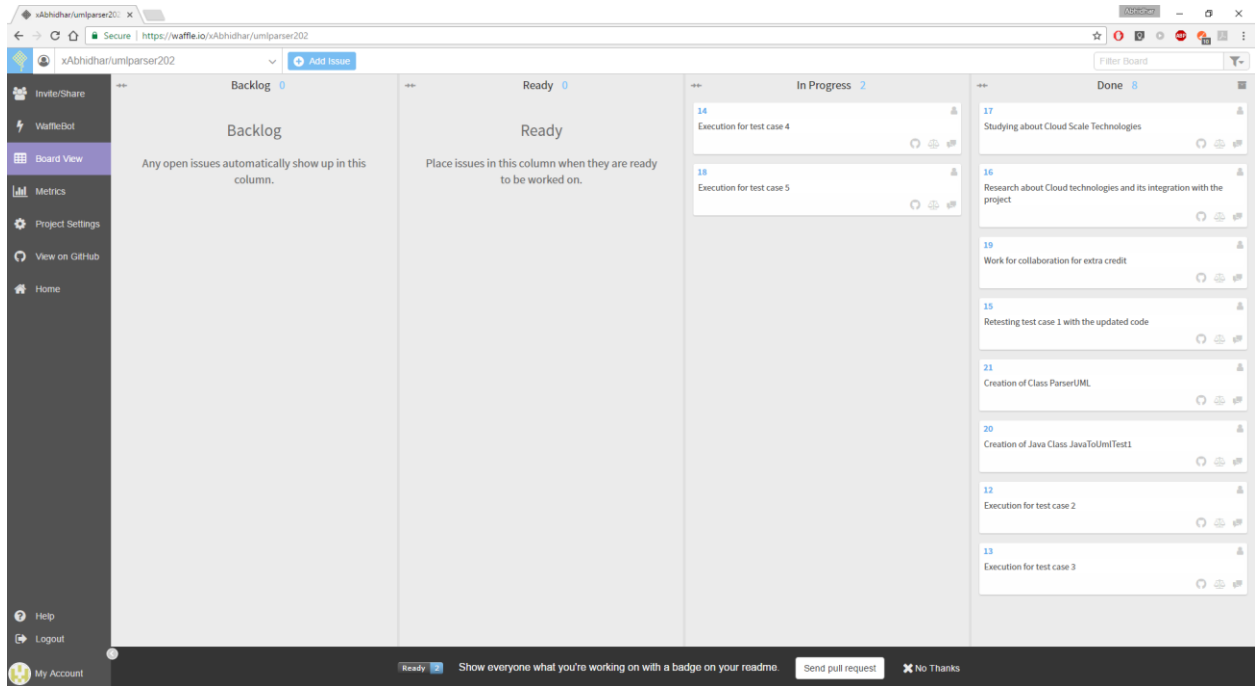 xAbhidhar/umlparser202
Abhidhar
Secure https://waffle.io/xAbhidhar/umlparser202
ABP
xAbhidhar/umlparser202
Add Issue
Filter Board
Invite/Share
WaffleBot
Board View
Metrics
Project Settings
View on GitHub
Home
Help
Logout
My Account
Backlog 0
Backlog
Any open issues automatically show up in this
column.
Ready 0
Ready
Place issues in this column when they are ready
to be worked on.
In Progress 2
14
Execution for test case 4
18
Execution for test case 5
Done 8
17
Studying about Cloud Scale Technologies
16
Research about Cloud technologies and its integration with the
project
19
Work for collaboration for extra credit
15
Retesting test case 1 with the updated code
21
Creation of Class ParserUML
20
Creation of Java Class JavaToUmlTest1
12
Execution for test case 2
13
Execution for test case 3
Ready 2 Show everyone what you're working on with a badge on your readme. Send pull request No Thanks